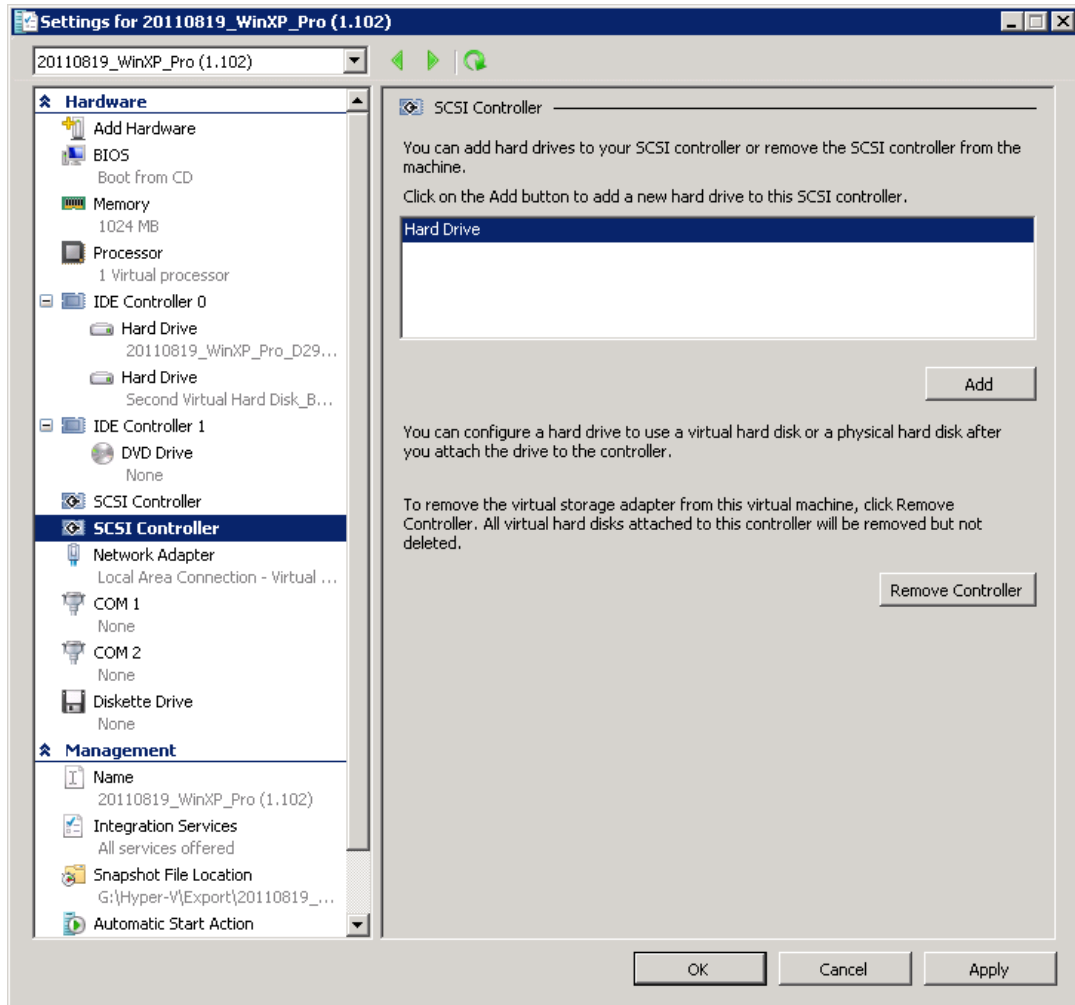 Settings for 20110819_WinXP_Pro (1.102)
20110819_WinXP_Pro (1.102)
Hardware
Add Hardware
BIOS
Boot from CD
Memory
1024 MB
Processor
1 Virtual processor
IDE Controller 0
Hard Drive
20110819_WinXP_Pro_D29...
Hard Drive
Second Virtual Hard Disk_B...
IDE Controller 1
DVD Drive
None
SCSI Controller
SCSI Controller
Network Adapter
Local Area Connection - Virtual ...
COM 1
None
COM 2
None
Diskette Drive
None
Management
Name
20110819_WinXP_Pro (1.102)
Integration Services
All services offered
Snapshot File Location
G:\Hyper-V\Export\20110819_...
Automatic Start Action
SCSI Controller
You can add hard drives to your SCSI controller or remove the SCSI controller from the
machine.
Click on the Add button to add a new hard drive to this SCSI controller.
Hard Drive
Add
You can configure a hard drive to use a virtual hard disk or a physical hard disk after
you attach the drive to the controller.
To remove the virtual storage adapter from this virtual machine, click Remove
Controller. All virtual hard disks attached to this controller will be removed but not
deleted.
Remove Controller
OK
Cancel
Apply